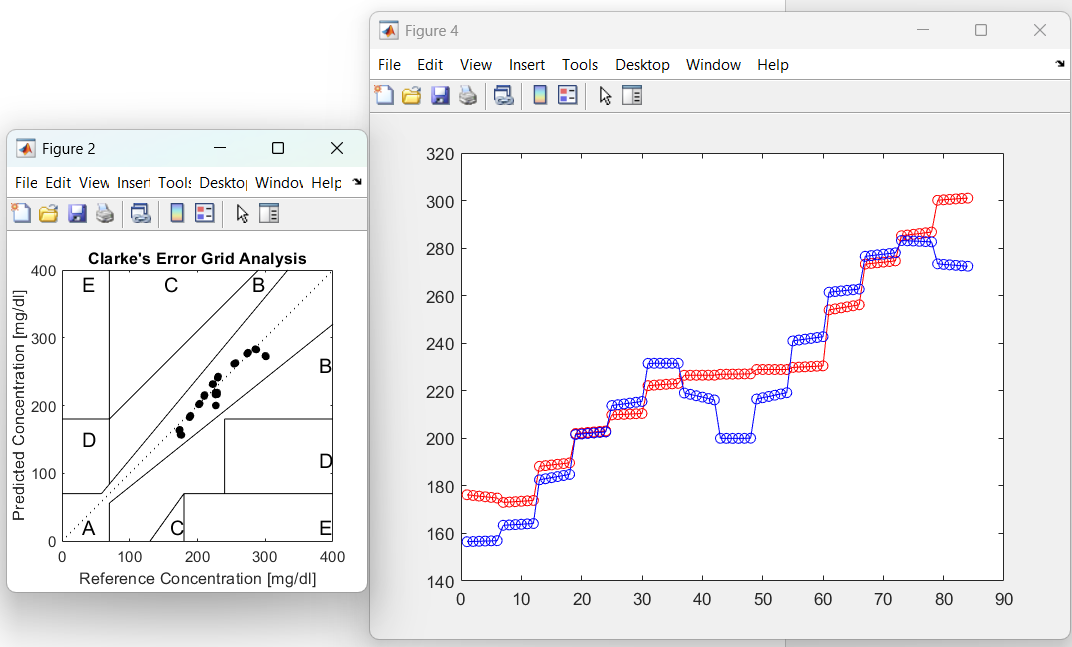 Figure 4
File Edit View Insert Tools Desktop Window Help
320
300
280
260
240
220
200
180
160
140
0 10 20 30 40 50 60 70 80 90
Figure 2
File Edit View Insert Tools Desktop Window Help
Clarke's Error Grid Analysis
Predicted Concentration [mg/dl]
400
300
200
100
0
E C B
B
D
D
A C E
0 100 200 300 400
Reference Concentration [mg/dl]